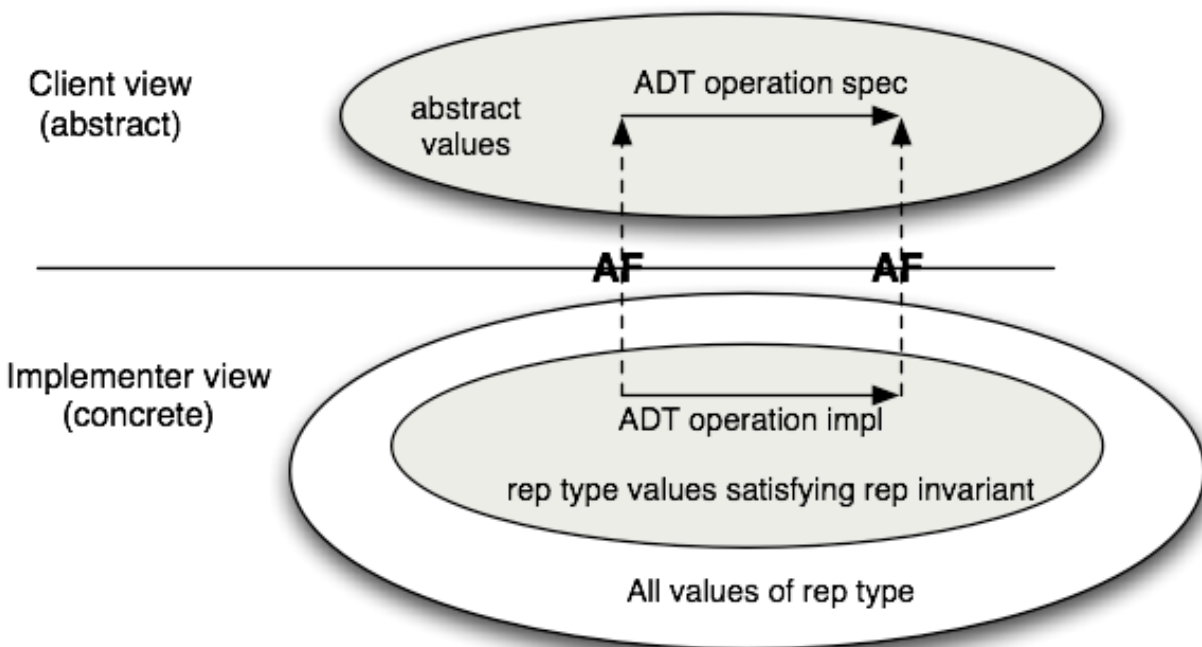 Client view
(abstract)
ADT operation spec
abstract
values
AF AF
Implementer view
(concrete)
ADT operation impl
rep type values satisfying rep invariant
All values of rep type